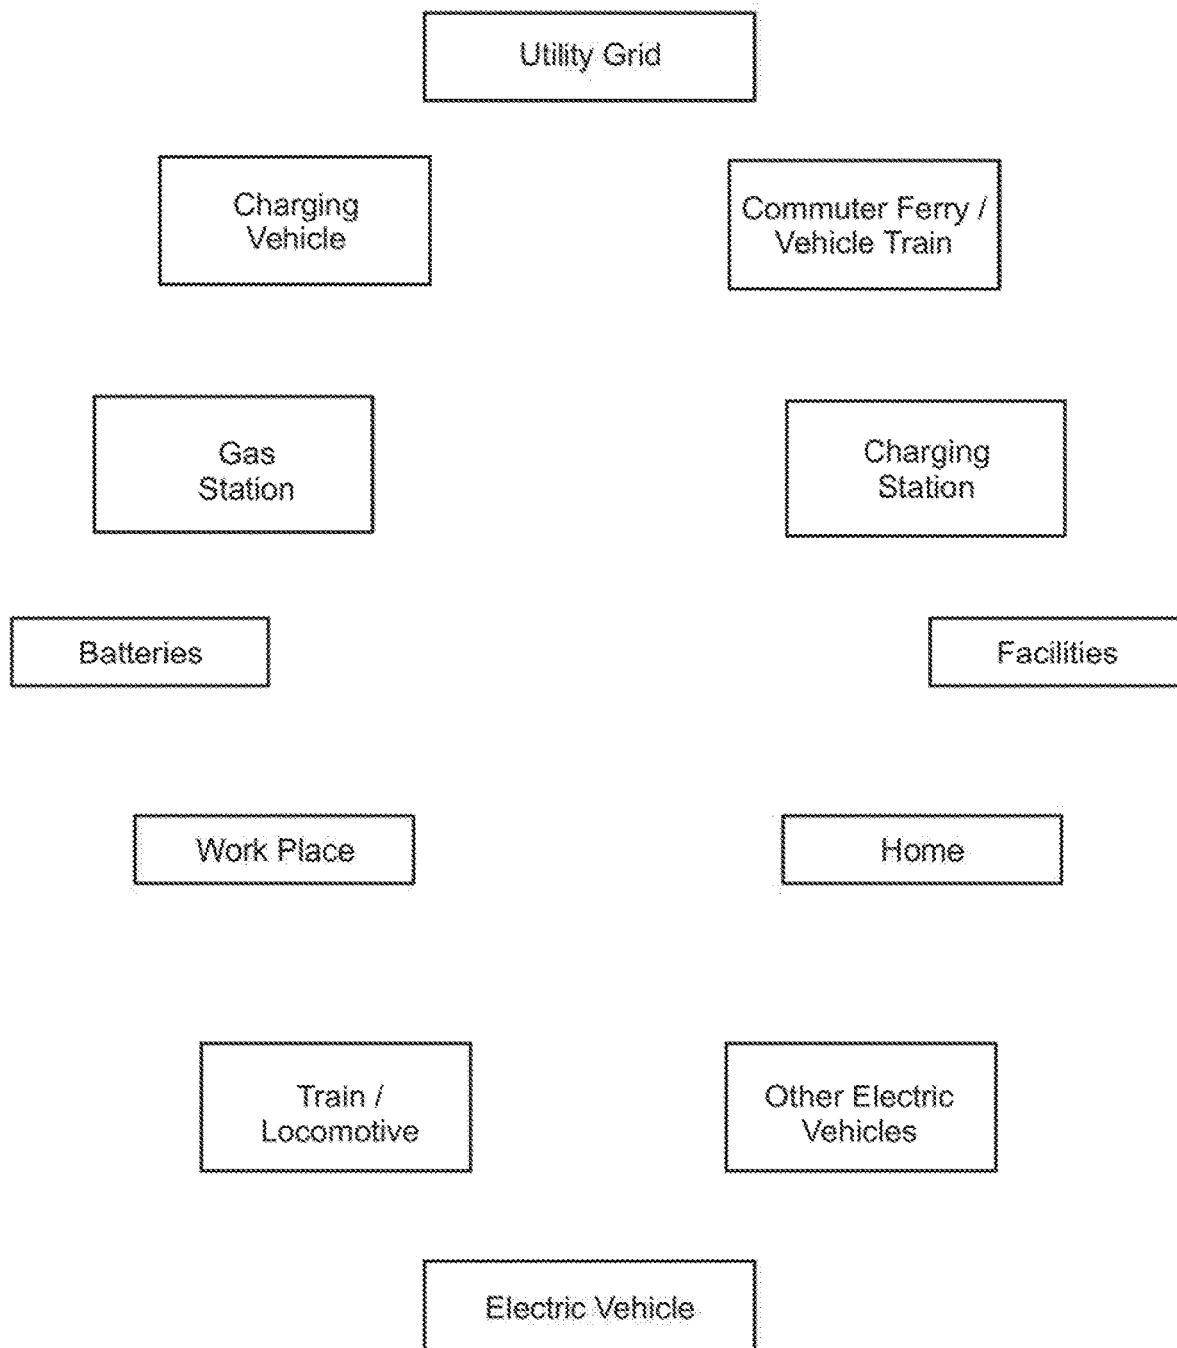 Utility Grid
Charging
Vehicle
Commuter Ferry /
Vehicle Train
Gas
Station
Charging
Station
Batteries
Facilities
Work Place
Home
Train /
Locomotive
Other Electric
Vehicles
Electric Vehicle